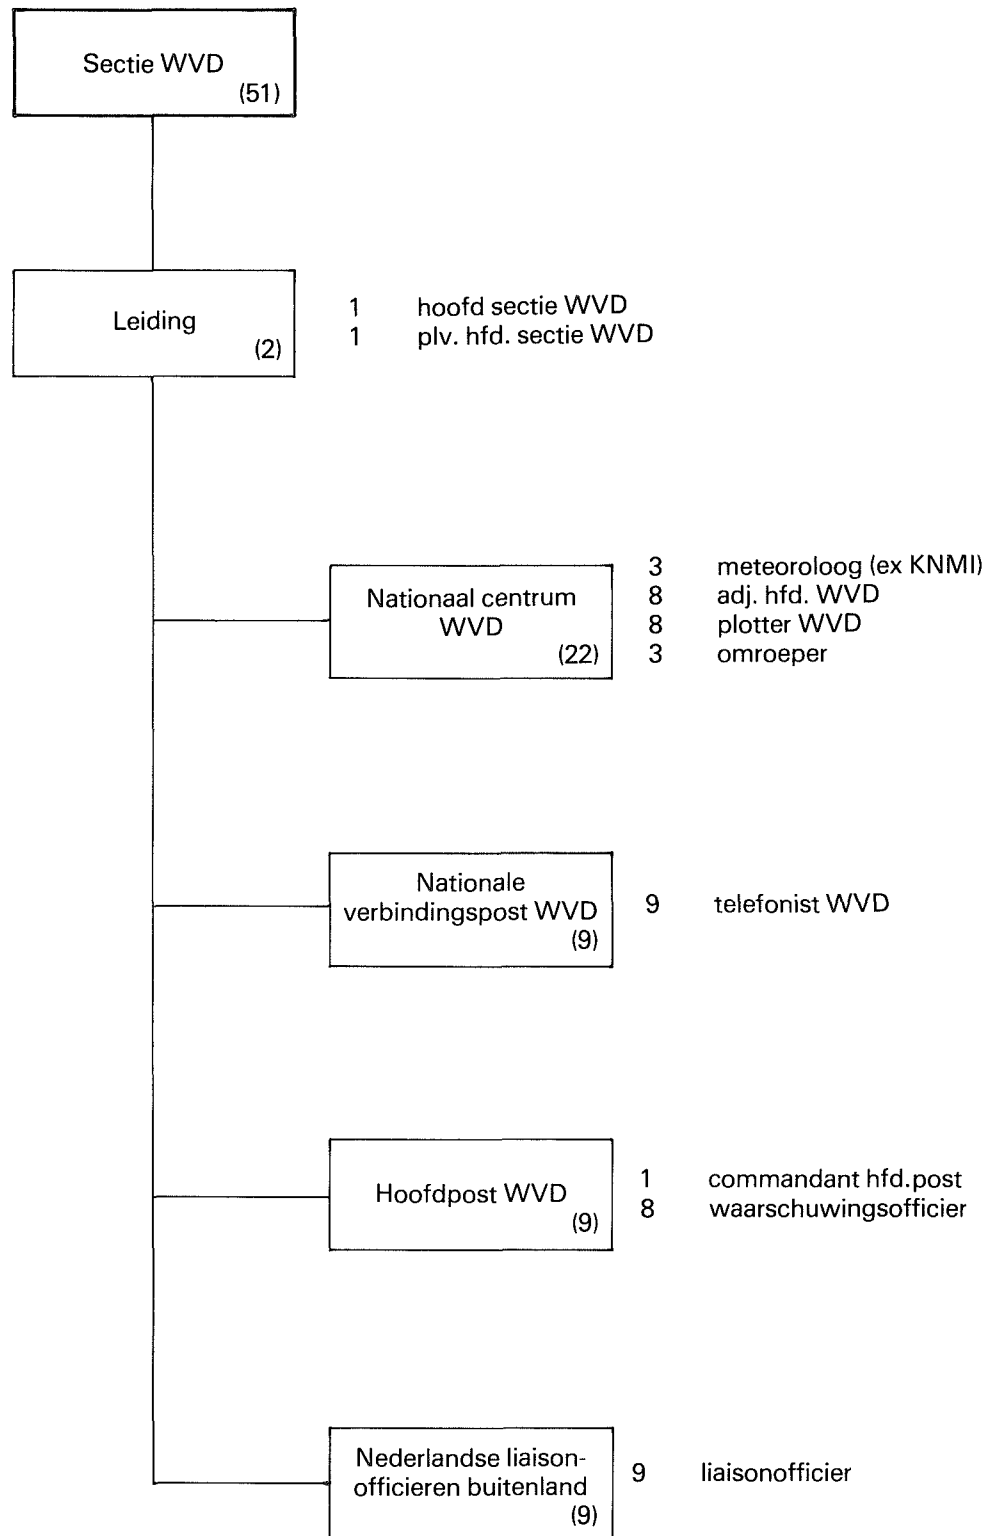 Sectie WVD
(51)
Leiding
(2)
1 hoofd sectie WVD
1 plv. hfd. sectie WVD
Nationaal centrum
WVD
(22)
3 meteoroloog (ex KNMI)
8 adj. hfd. WVD
8 plotter WVD
3 omroeper
Nationale
verbindingspost WVD
(9)
9 telefonist WVD
Hoofdpost WVD
(9)
1 commandant hfd.post
8 waarschuwingsofficier
Nederlandse liaison-
officieren buitenland
(9)
9 liaisonofficier